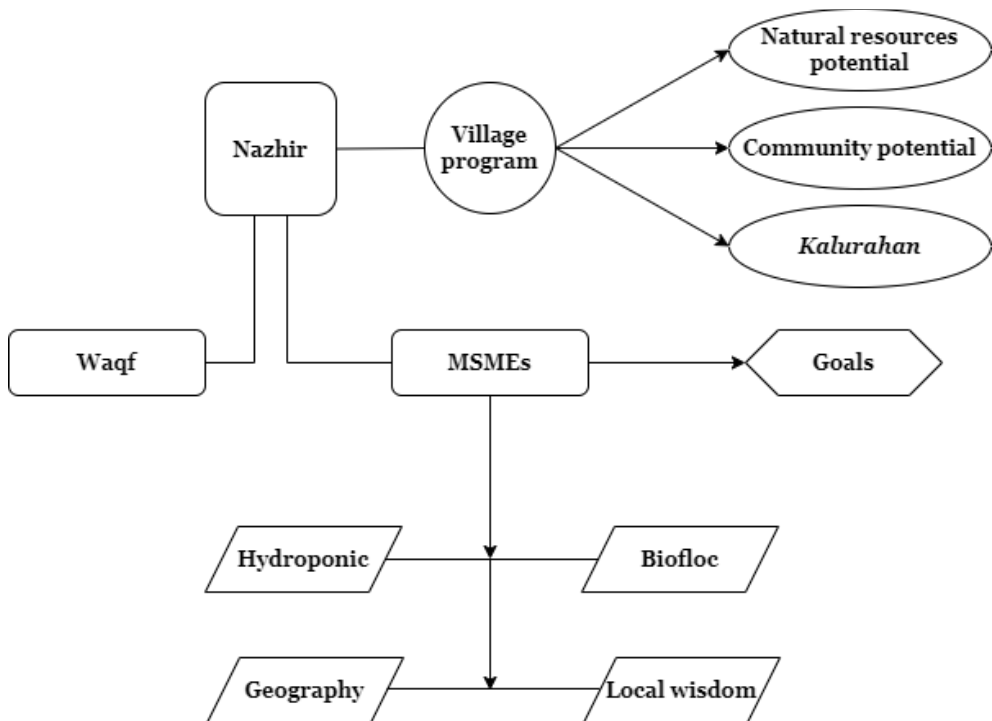 Natural resources
potential
Nazhir
Village
program
Community potential
Kalurahan
Waqf
MSMEs
Goals
Hydroponic
Biofloc
Geography
Local wisdom